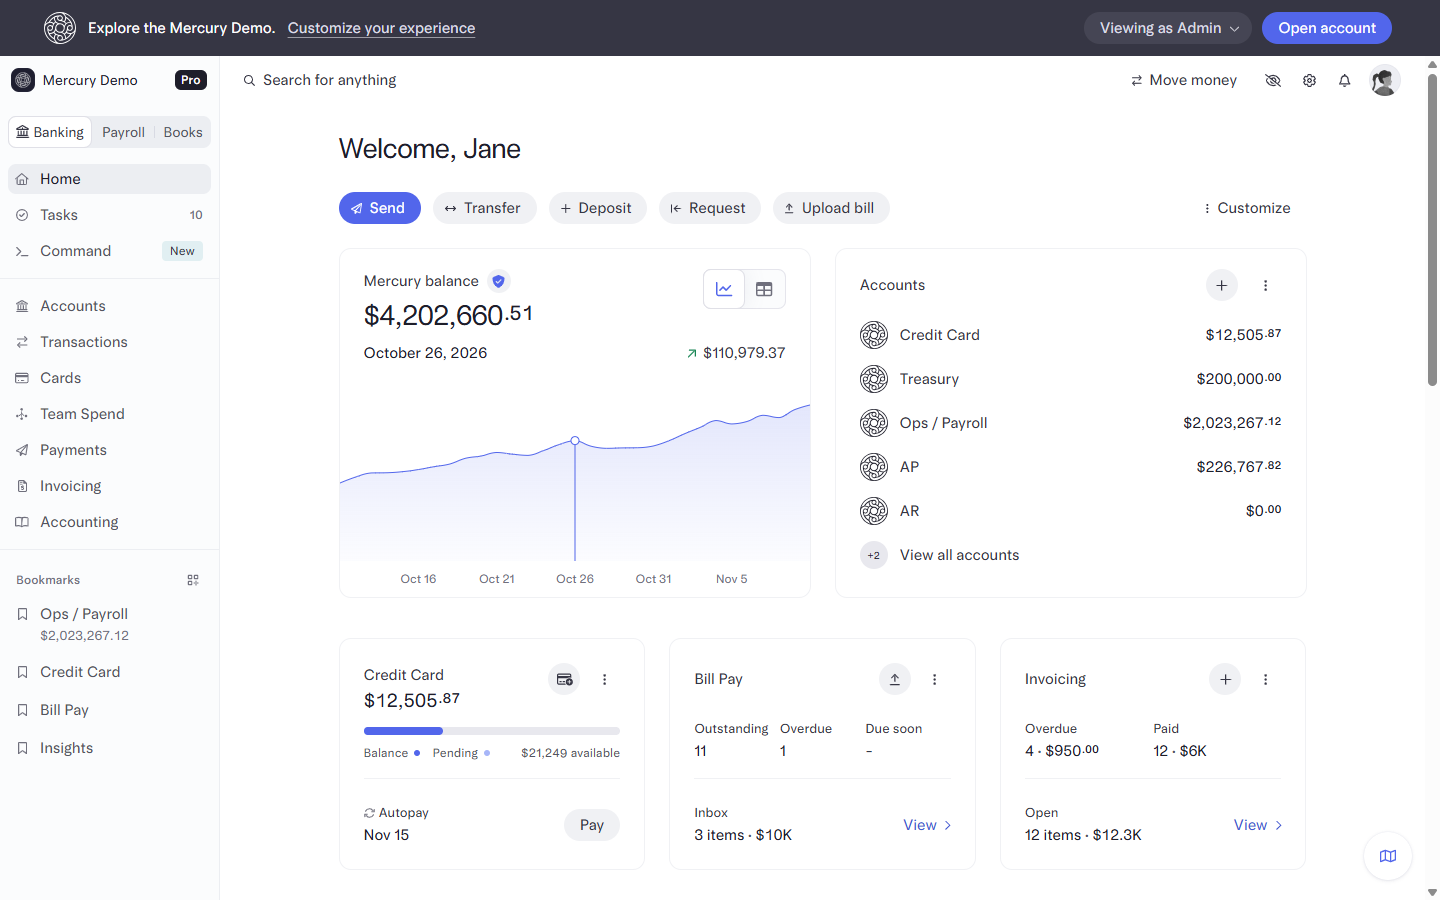 Explore the Mercury Demo. Customize your experience
Viewing as Admin
Open account
Mercury Demo
Pro
Search for anything
Move money
Banking
Payroll
Books
Home
Tasks 10
Command New
Accounts
Transactions
Cards
Team Spend
Payments
Invoicing
Accounting
Bookmarks
Ops / Payroll
$2,023,267.12
Credit Card
Bill Pay
Insights
Welcome, Jane
Send
Transfer
Deposit
Request
Upload bill
Customize
Mercury balance
$4,202,660.51
October 26, 2026
$110,979.37
Oct 16 Oct 21 Oct 26 Oct 31 Nov 5
Accounts
Credit Card $12,505.87
Treasury $200,000.00
Ops / Payroll $2,023,267.12
AP $226,767.82
AR $0.00
+2 View all accounts
Credit Card
$12,505.87
Balance Pending $21,249 available
Autopay
Nov 15
Pay
Bill Pay
Outstanding Overdue Due soon
11 1 –
Inbox
3 items · $10K
View
Invoicing
Overdue Paid
4 · $950.00 12 · $6K
Open
12 items · $12.3K
View